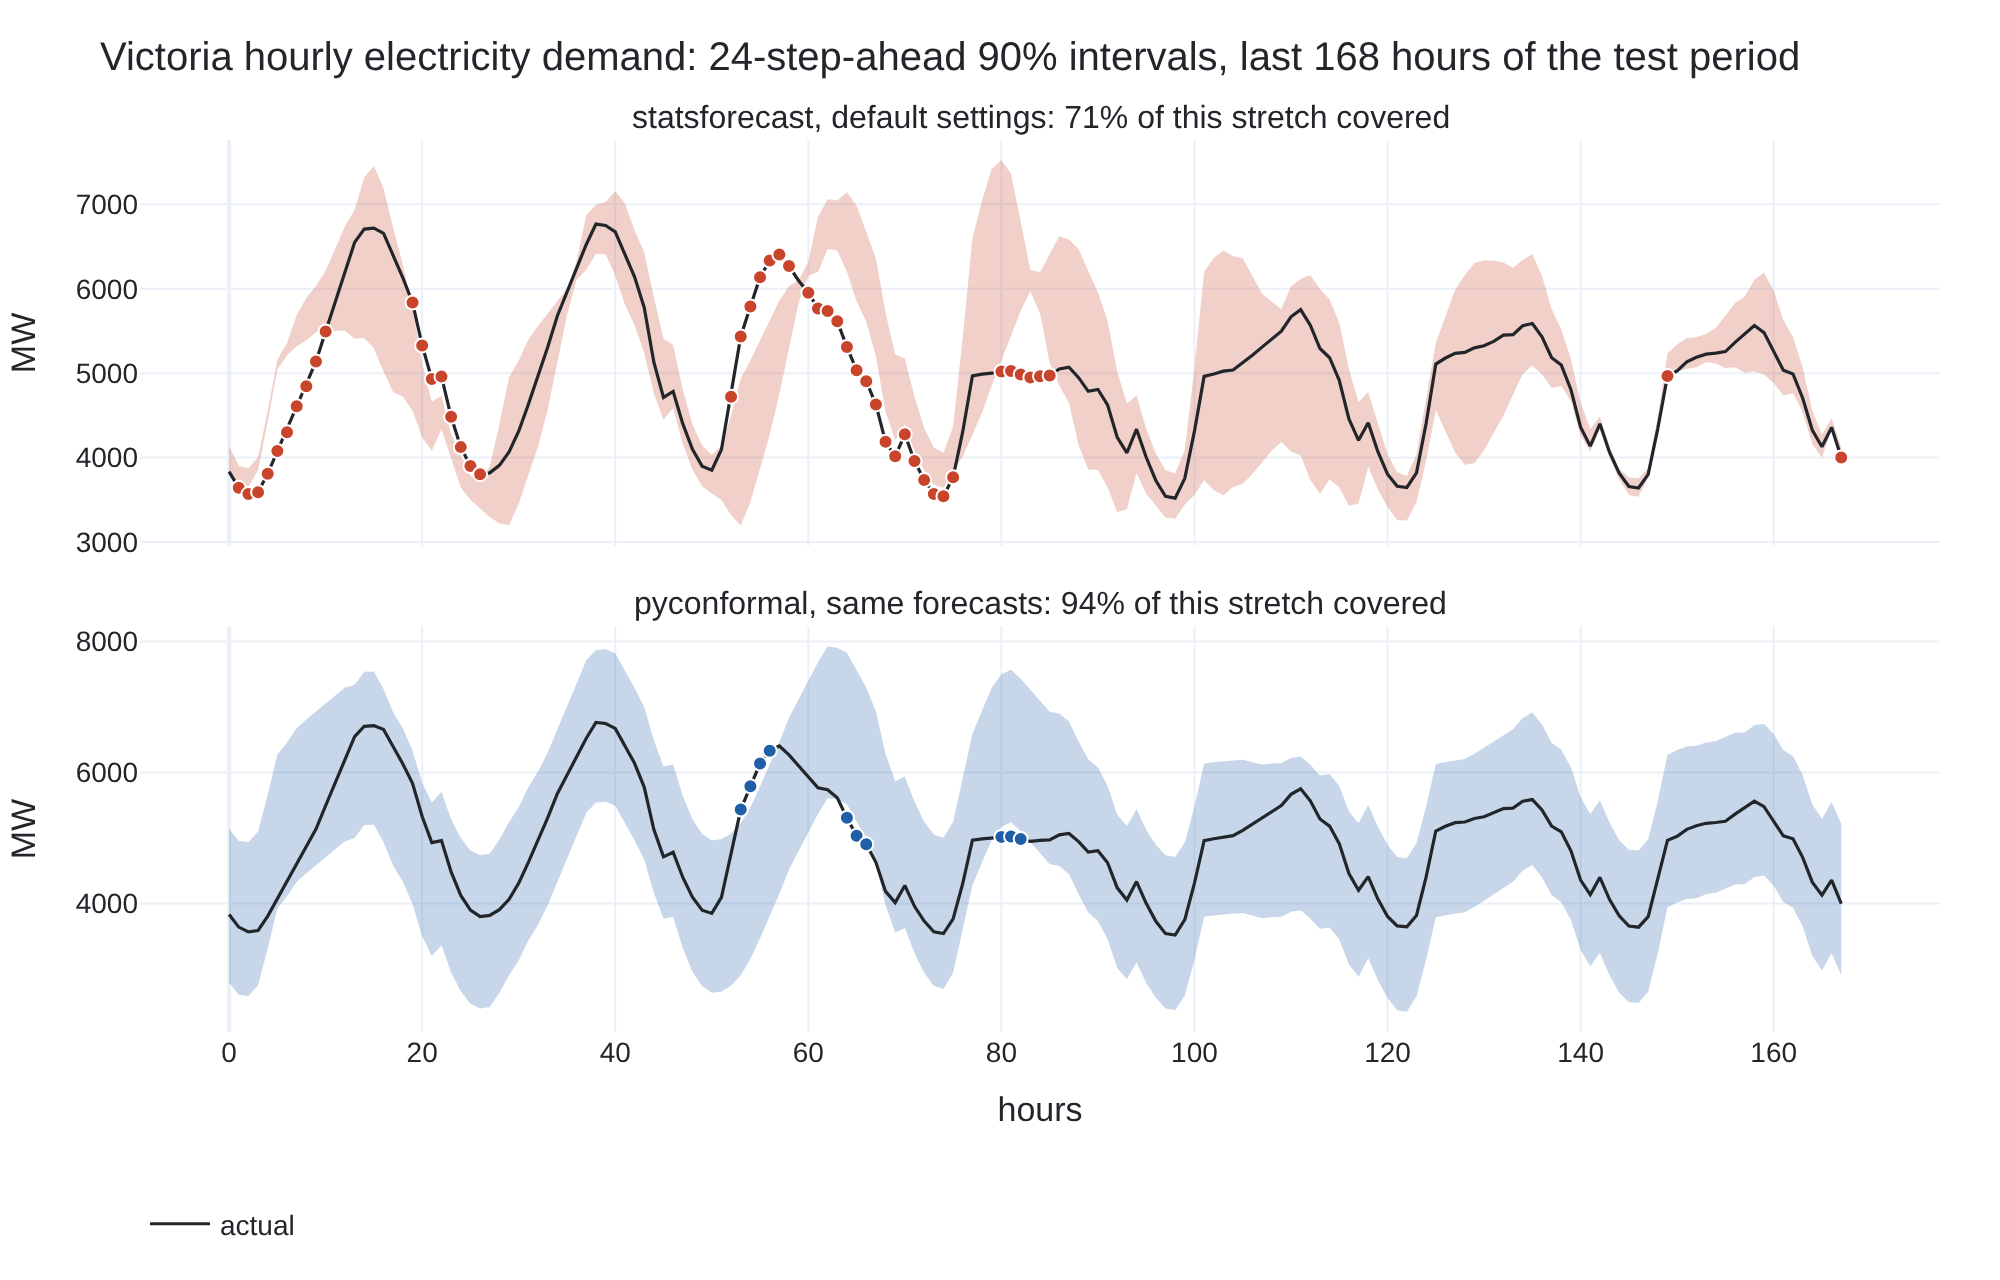 Victoria hourly electricity demand: 24-step-ahead 90% intervals, last 168 hours of the test period
statsforecast, default settings: 71% of this stretch covered
MW
7000
6000
5000
4000
3000
pyconformal, same forecasts: 94% of this stretch covered
MW
8000
6000
4000
0 20 40 60 80 100 120 140 160
hours
actual